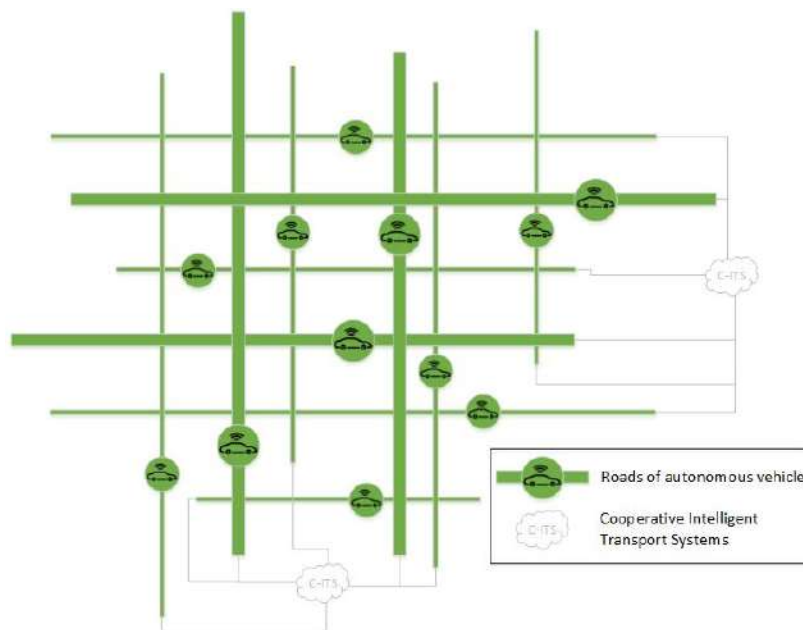 C-ITS
C-ITS
Roads of autonomous vehicle
C-ITS
Cooperative Intelligent
Transport Systems